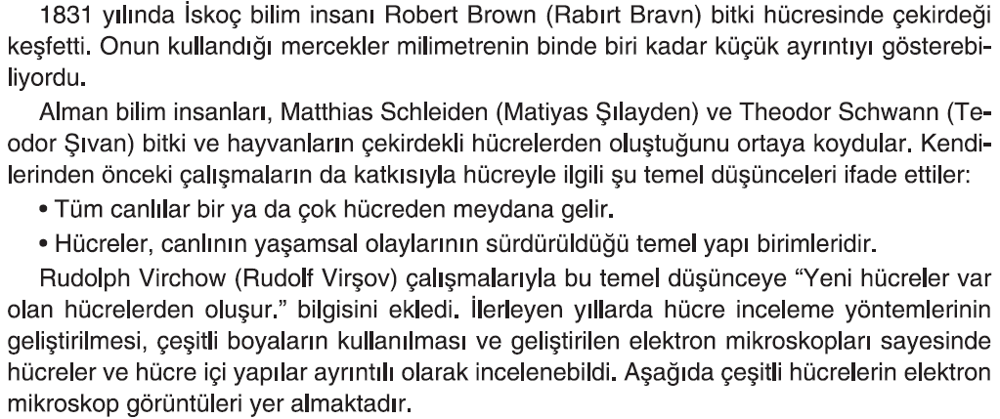 1831 yılında İskoç bilim insanı Robert Brown (Rabırt Bravn) bitki hücresinde çekirdeği
keşfetti. Onun kullandığı mercekler milimetrenin binde biri kadar küçük ayrıntıyı gösterebi-
liyordu.
Alman bilim insanları, Matthias Schleiden (Matiyas Şılayden) ve Theodor Schwann (Te-
odor Şıvan) bitki ve hayvanların çekirdekli hücrelerden oluştuğunu ortaya koydular. Kendi-
lerinden önceki çalışmaların da katkısıyla hücreyle ilgili şu temel düşünceleri ifade ettiler:
• Tüm canlılar bir ya da çok hücreden meydana gelir.
• Hücreler, canlının yaşamsal olaylarının sürdürüldüğü temel yapı birimleridir.
Rudolph Virchow (Rudolf Virşov) çalışmalarıyla bu temel düşünceye “Yeni hücreler var
olan hücrelerden oluşur.” bilgisini ekledi. İlerleyen yıllarda hücre inceleme yöntemlerinin
geliştirilmesi, çeşitli boyaların kullanılması ve geliştirilen elektron mikroskopları sayesinde
hücreler ve hücre içi yapılar ayrıntılı olarak incelenebildi. Aşağıda çeşitli hücrelerin elektron
mikroskop görüntüleri yer almaktadır.